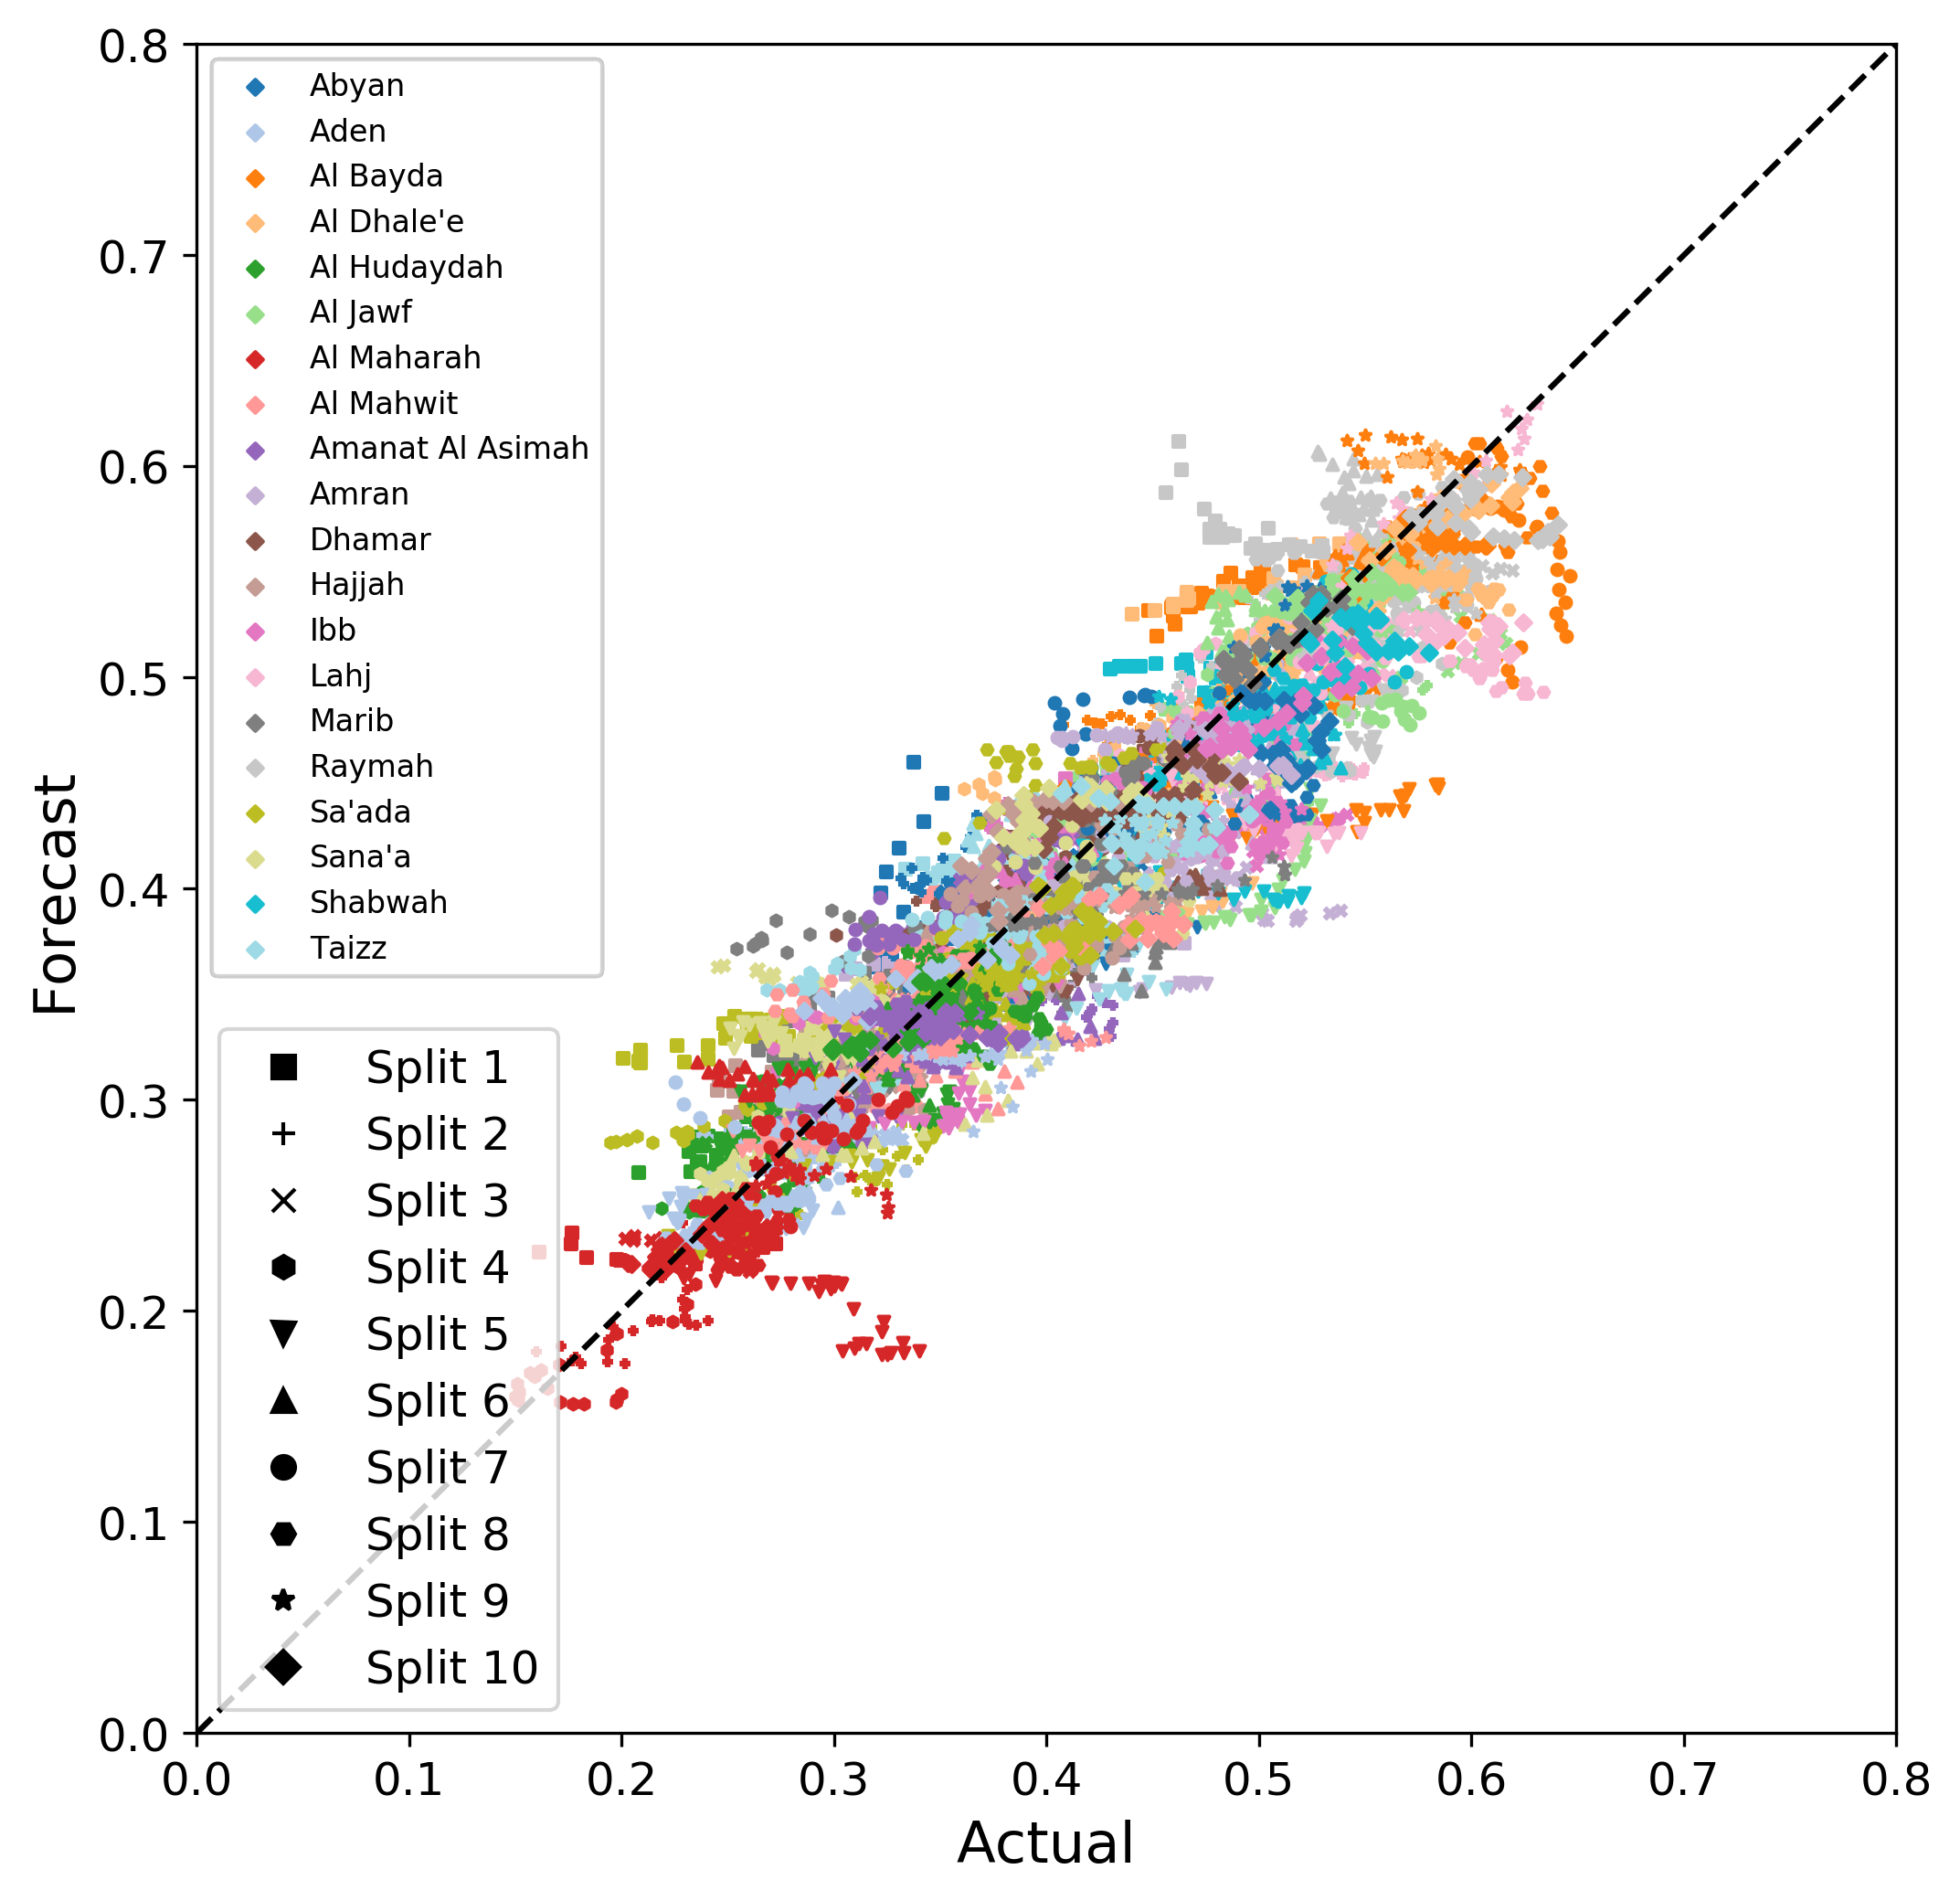 0.8
0.7
0.6
0.5
0.4
0.3
0.2
0.1
0.0
Forecast
Abyan
Aden
Al Bayda
Al Dhale'e
Al Hudaydah
Al Jawf
Al Maharah
Al Mahwit
Amanat Al Asimah
Amran
Dhamar
Hajjah
Ibb
Lahj
Marib
Raymah
Sa'ada
Sana'a
Shabwah
Taizz
Split 1
Split 2
Split 3
Split 4
Split 5
Split 6
Split 7
Split 8
Split 9
Split 10
0.0 0.1 0.2 0.3 0.4 0.5 0.6 0.7 0.8
Actual